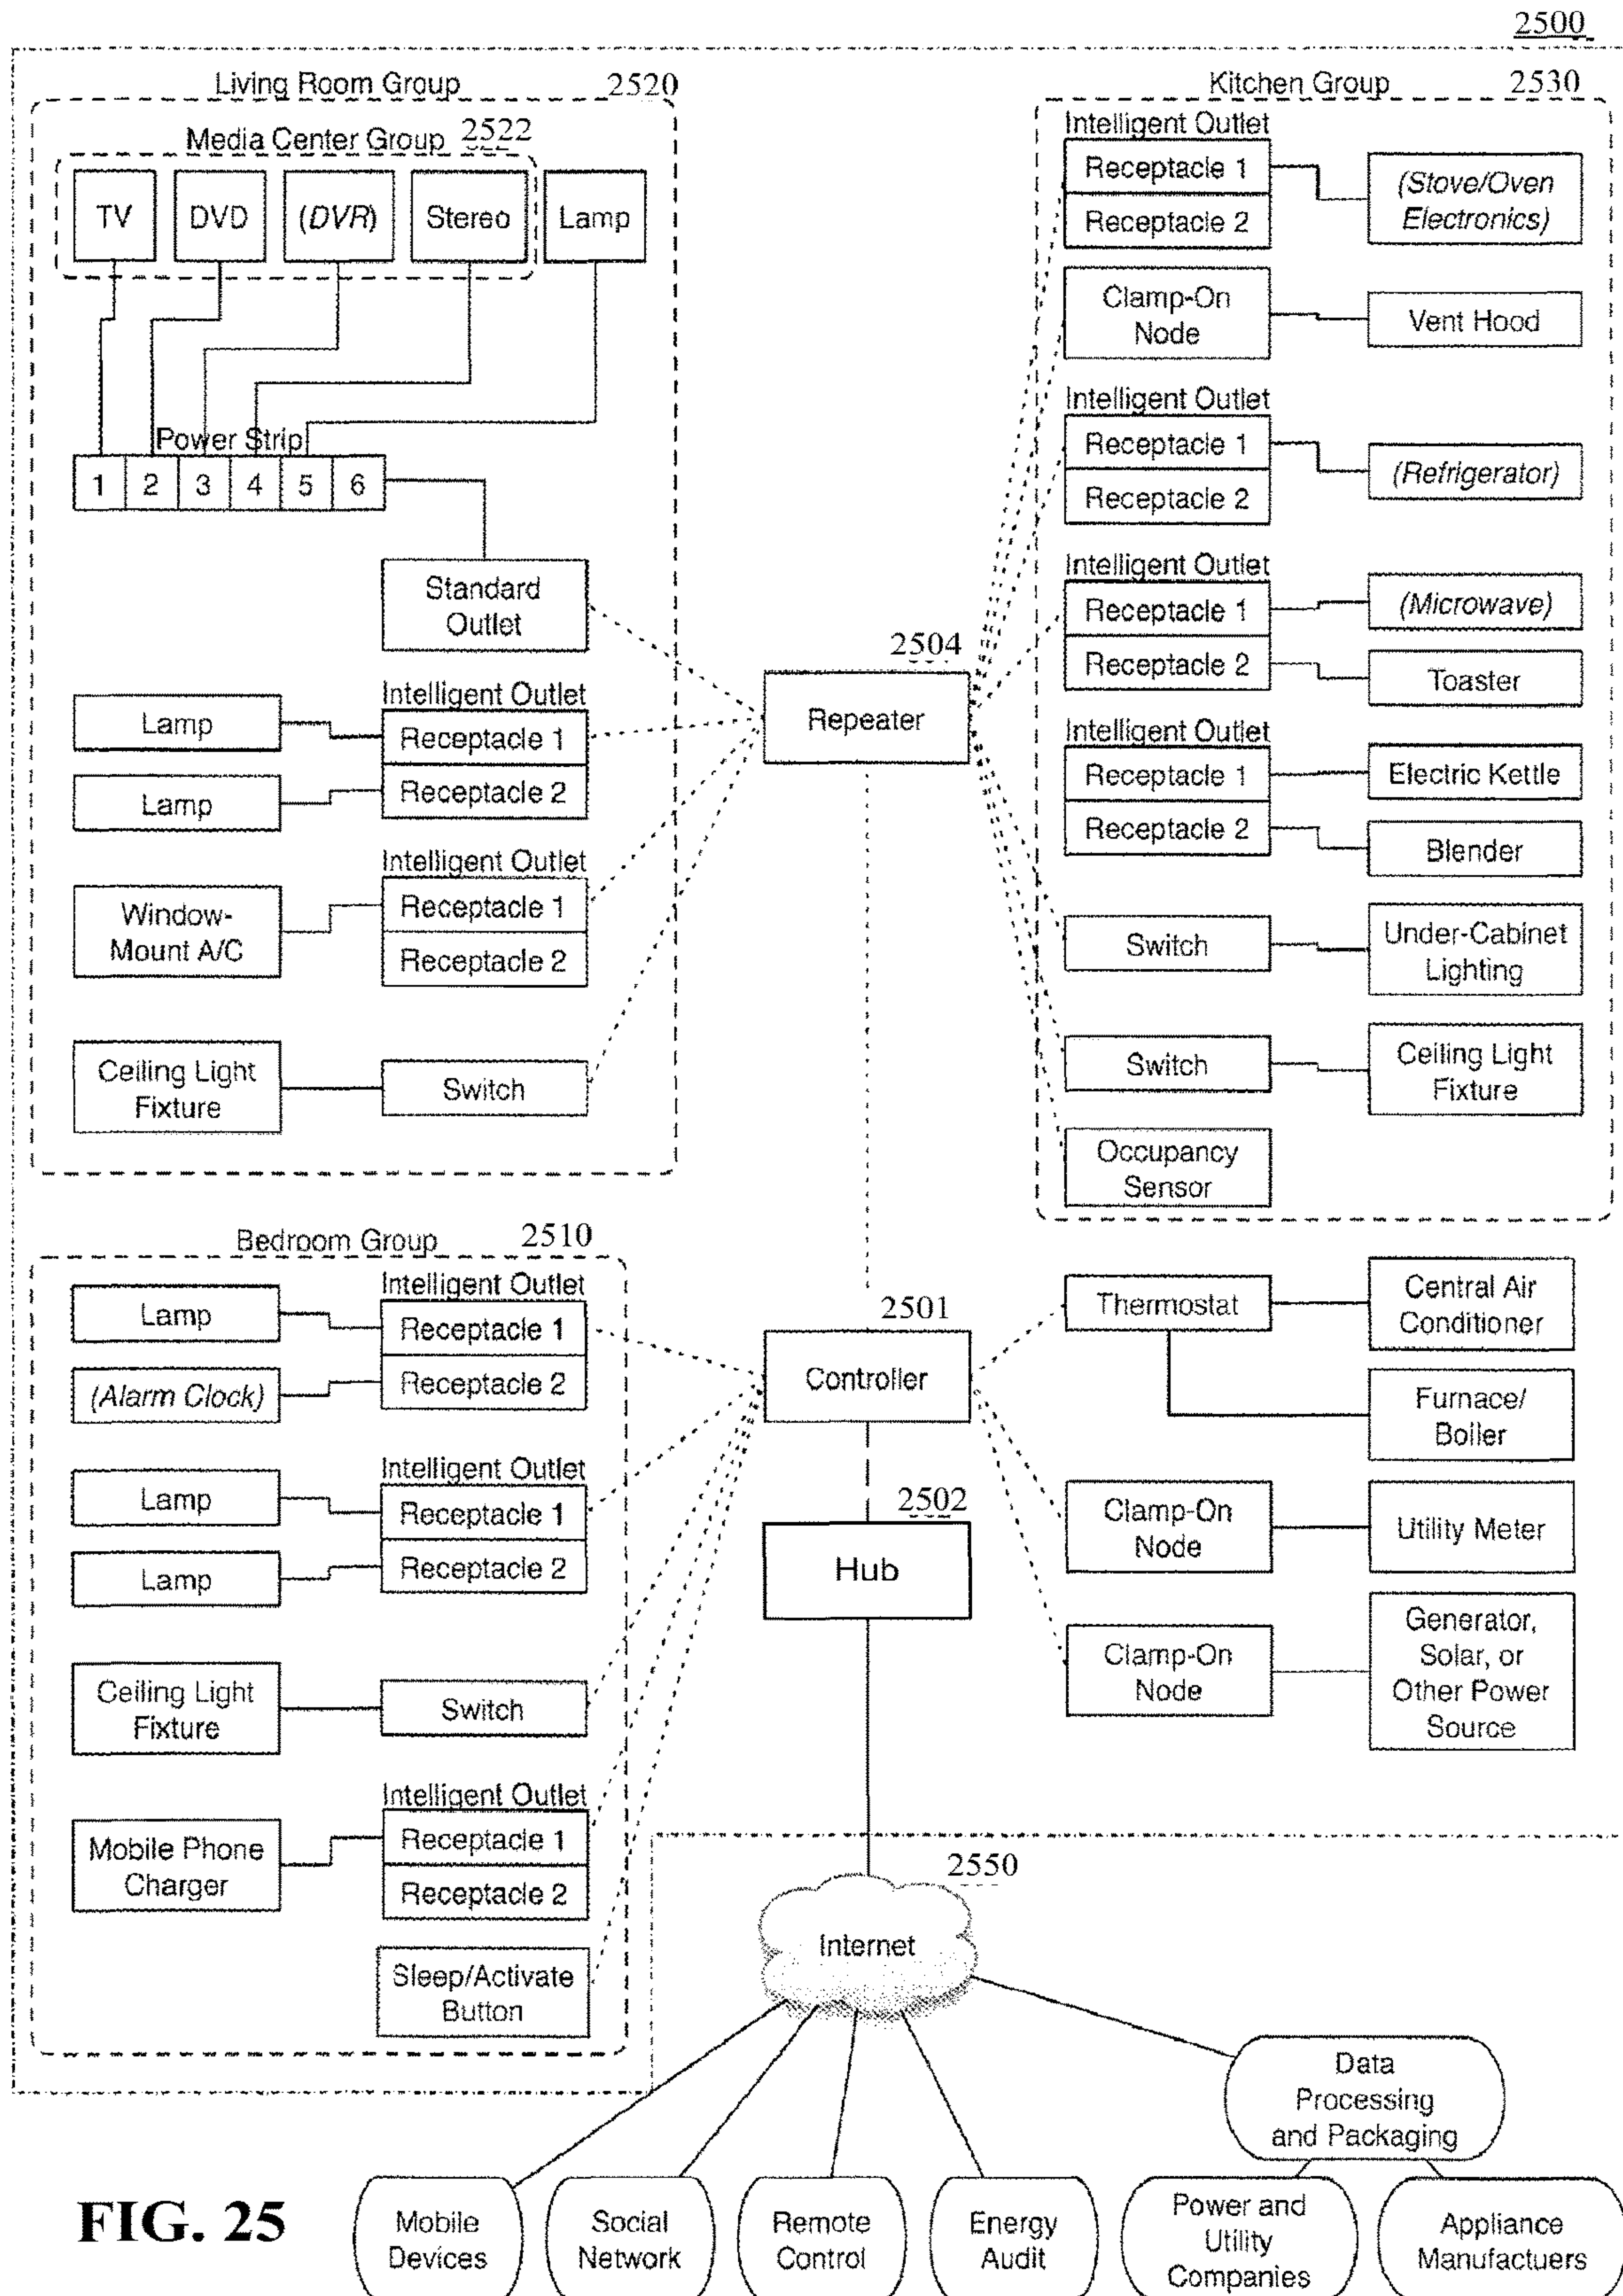 2500
Living Room Group
2520
Media Center Group
2522
TV
DVD
(DVR)
Stereo
Lamp
Power Strip
1
2
3
4
5
6
Standard
Outlet
Lamp
Lamp
Intelligent Outlet
Receptacle 1
Receptacle 2
Window-
Mount A/C
Intelligent Outlet
Receptacle 1
Receptacle 2
Ceiling Light
Fixture
Switch
2504
Repeater
Kitchen Group
2530
Intelligent Outlet
Receptacle 1
Receptacle 2
(Stove/Oven
Electronics)
Clamp-On
Node
Vent Hood
Intelligent Outlet
Receptacle 1
Receptacle 2
(Refrigerator)
Intelligent Outlet
Receptacle 1
Receptacle 2
(Microwave)
Toaster
Intelligent Outlet
Receptacle 1
Receptacle 2
Electric Kettle
Blender
Switch
Under-Cabinet
Lighting
Switch
Ceiling Light
Fixture
Occupancy
Sensor
Bedroom Group
2510
Lamp
(Alarm Clock)
Intelligent Outlet
Receptacle 1
Receptacle 2
Lamp
Lamp
Intelligent Outlet
Receptacle 1
Receptacle 2
Ceiling Light
Fixture
Switch
Mobile Phone
Charger
Intelligent Outlet
Receptacle 1
Receptacle 2
Sleep/Activate
Button
2501
Controller
2502
Hub
Thermostat
Central Air
Conditioner
Furnace/
Boiler
Clamp-On
Node
Utility Meter
Clamp-On
Node
Generator,
Solar, or
Other Power
Source
2550
Internet
Data
Processing
and Packaging
FIG. 25
Mobile
Devices
Social
Network
Remote
Control
Energy
Audit
Power and
Utility
Companies
Appliance
Manufactuers